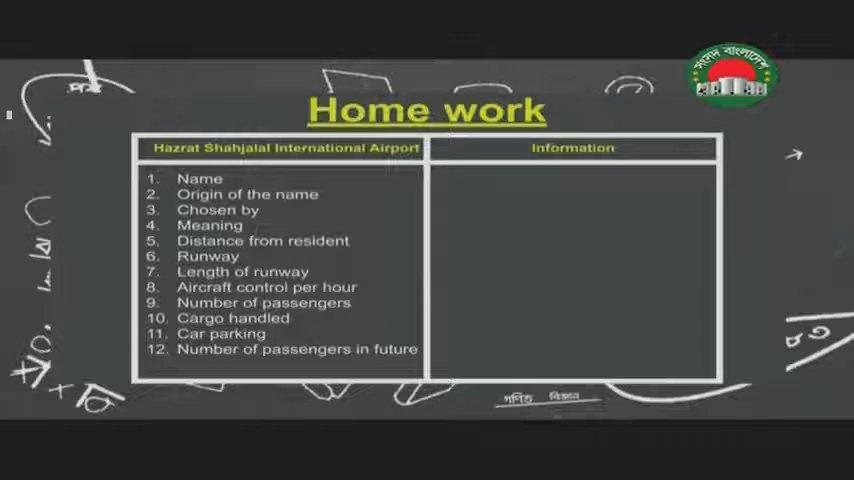 সংসদ বাংলাদেশ
Home work
Hazrat Shahjalal International Airport
Information
1. Name
2. Origin of the name
3. Chosen by
4. Meaning
5. Distance from resident
6. Runway
7. Length of runway
8. Aircraft control per hour
9. Number of passengers
10. Cargo handled
11. Car parking
12. Number of passengers in future
গণিত বিজ্ঞান